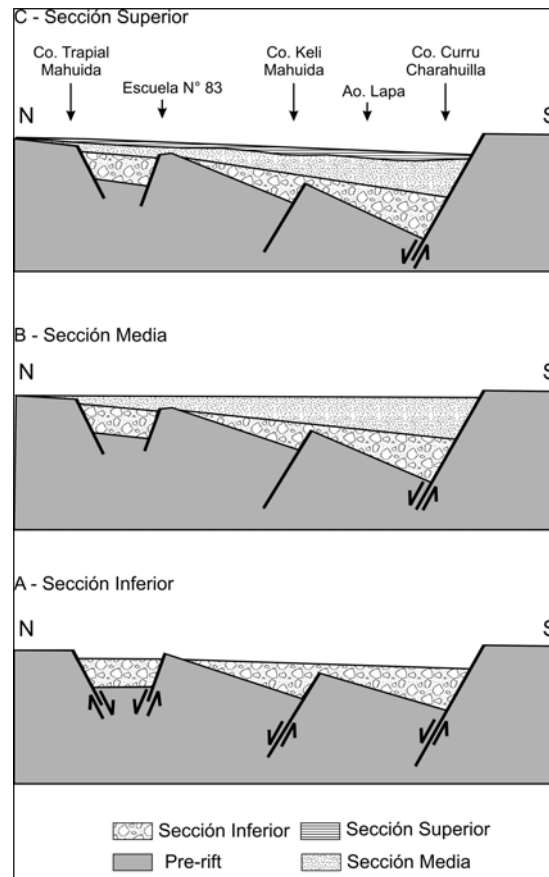 C - Sección Superior
Co. Trapial
Mahuida
Escuela N° 83
Co. Keli
Mahuida
Ao. Lapa
Co. Curru
Charahuilla
N
S
B - Sección Media
N
S
A - Sección Inferior
N
S
Sección Inferior
Sección Superior
Pre-rift
Sección Media